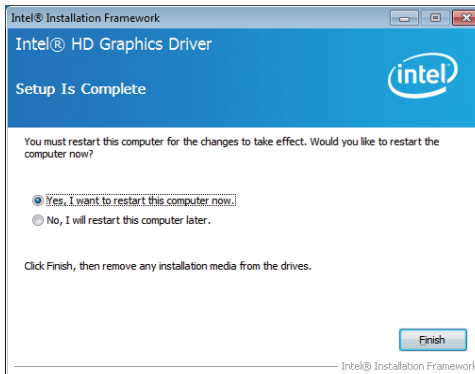 Intel® Installation Framework
Intel® HD Graphics Driver
Setup Is Complete
intel
You must restart this computer for the changes to take effect. Would you like to restart the
computer now?
Yes, I want to restart this computer now.
No, I will restart this computer later.
Click Finish, then remove any installation media from the drives.
Finish
Intel® Installation Framework